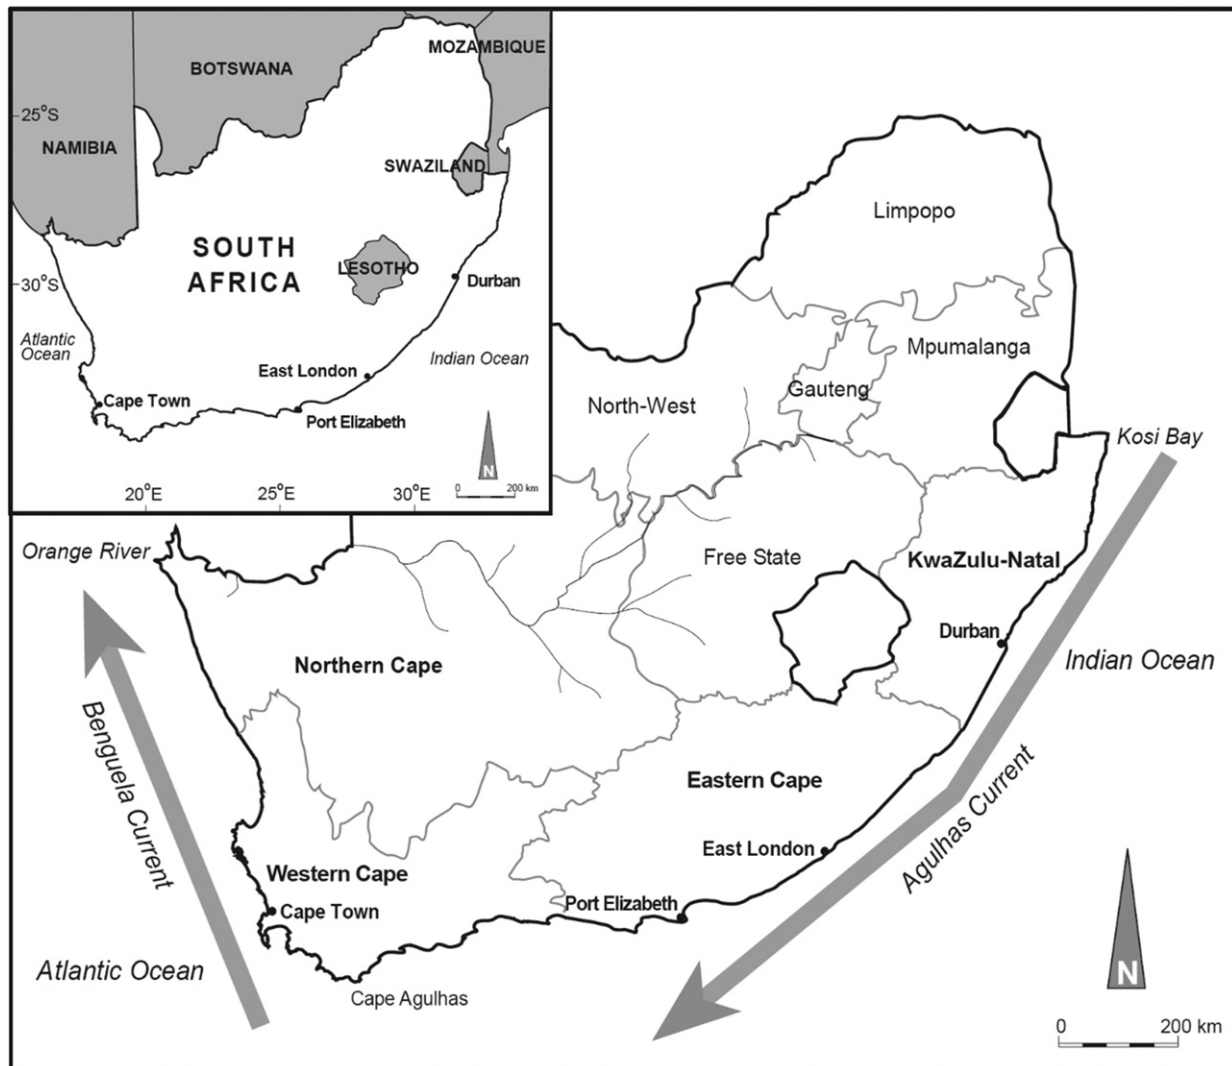 MOZAMBIQUE
BOTSWANA
25°S
NAMIBIA
SWAZILAND
SOUTH
AFRICA
LESOTHO
30°S
Durban
Atlantic
Ocean
Indian Ocean
East London
Cape Town
Port Elizabeth
N
0 200 km
20°E 25°E 30°E
Limpopo
Mpumalanga
Gauteng
North-West
Kosi Bay
Orange River
Free State
KwaZulu-Natal
Durban
Indian Ocean
Northern Cape
Benguela Current
Eastern Cape
Agulhas Current
East London
Western Cape
Port Elizabeth
Cape Town
Atlantic Ocean
Cape Agulhas
N
0 200 km